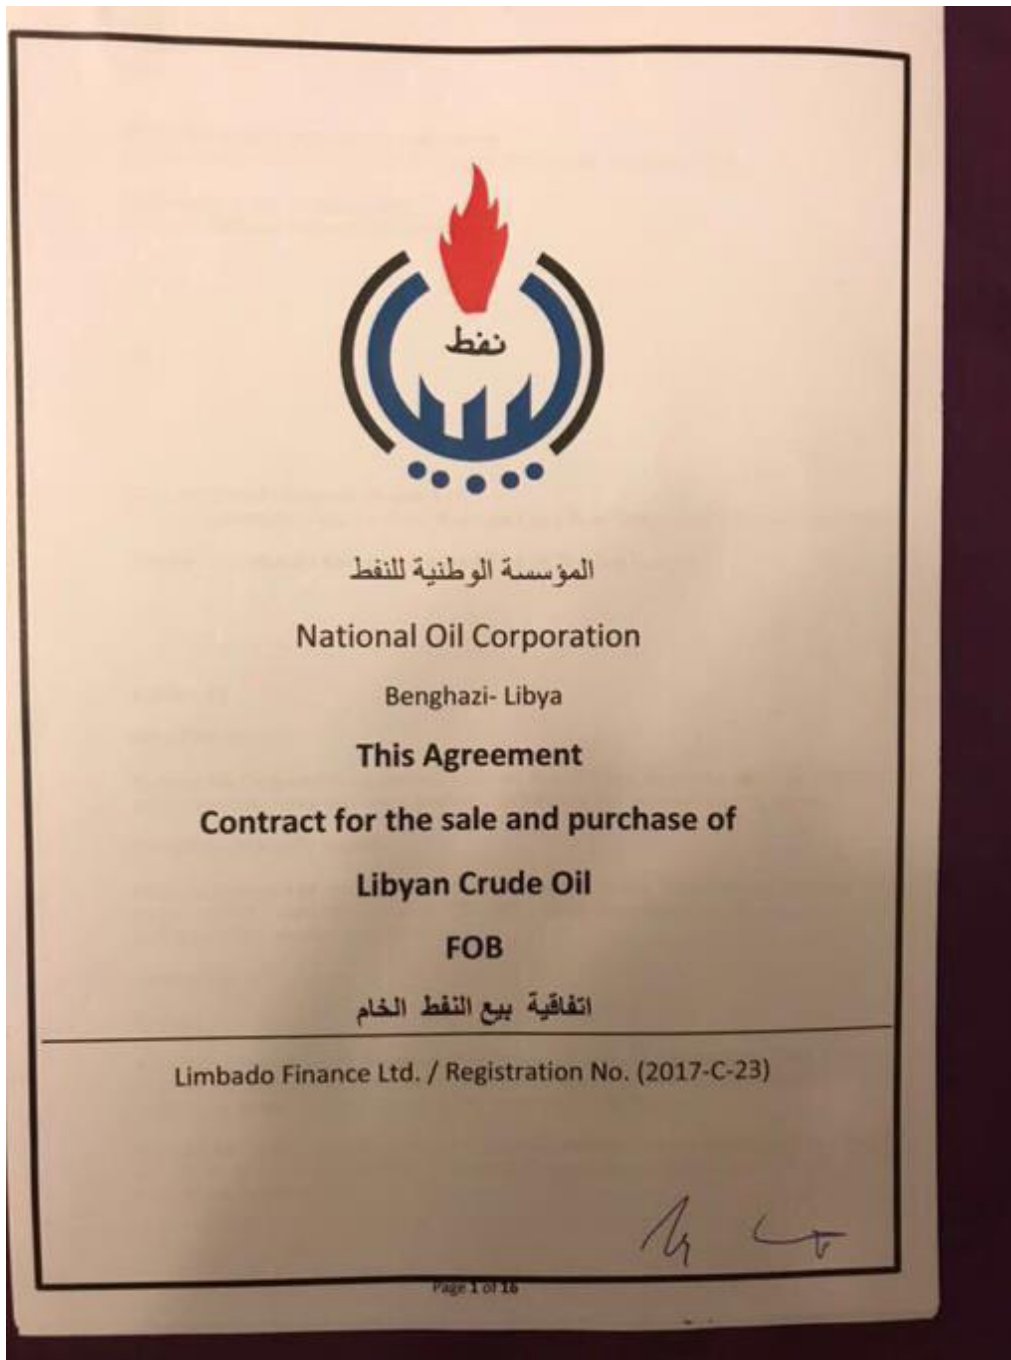 نفط
ليبيا
المؤسسة الوطنية للنفط
National Oil Corporation
Benghazi- Libya
This Agreement
Contract for the sale and purchase of
Libyan Crude Oil
FOB
اتفاقية بيع النفط الخام
Limbado Finance Ltd. / Registration No. (2017-C-23)
Page 1 of 16